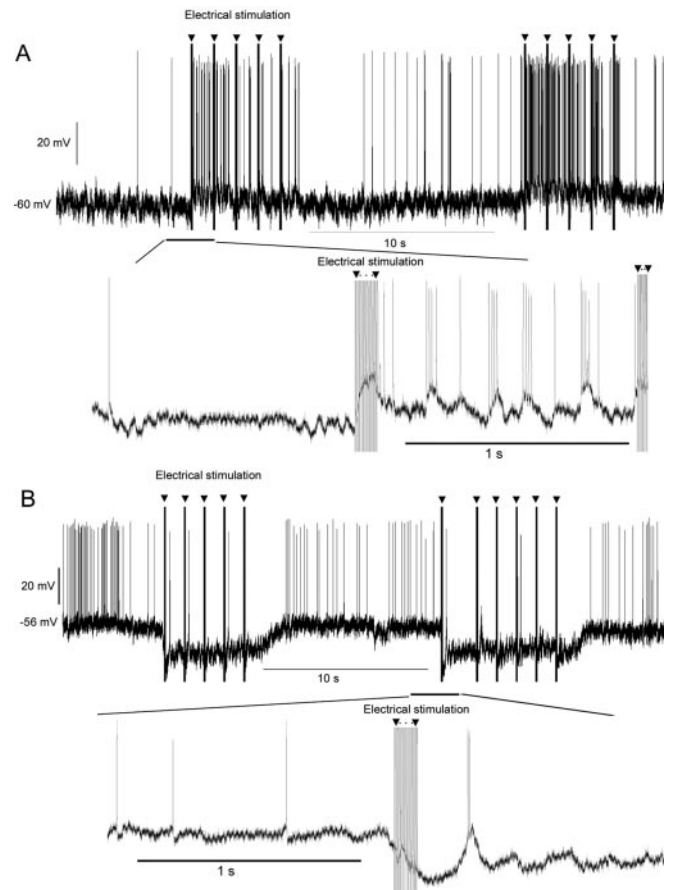 Electrical stimulation
A
20 mV
-60 mV
10 s
Electrical stimulation
1 s
Electrical stimulation
B
20 mV
-56 mV
10 s
Electrical stimulation
1 s